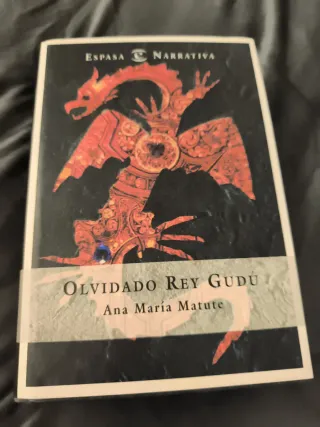 ESPASA NARRATIVA
OLVIDADO REY GUDÚ
Ana María Matute